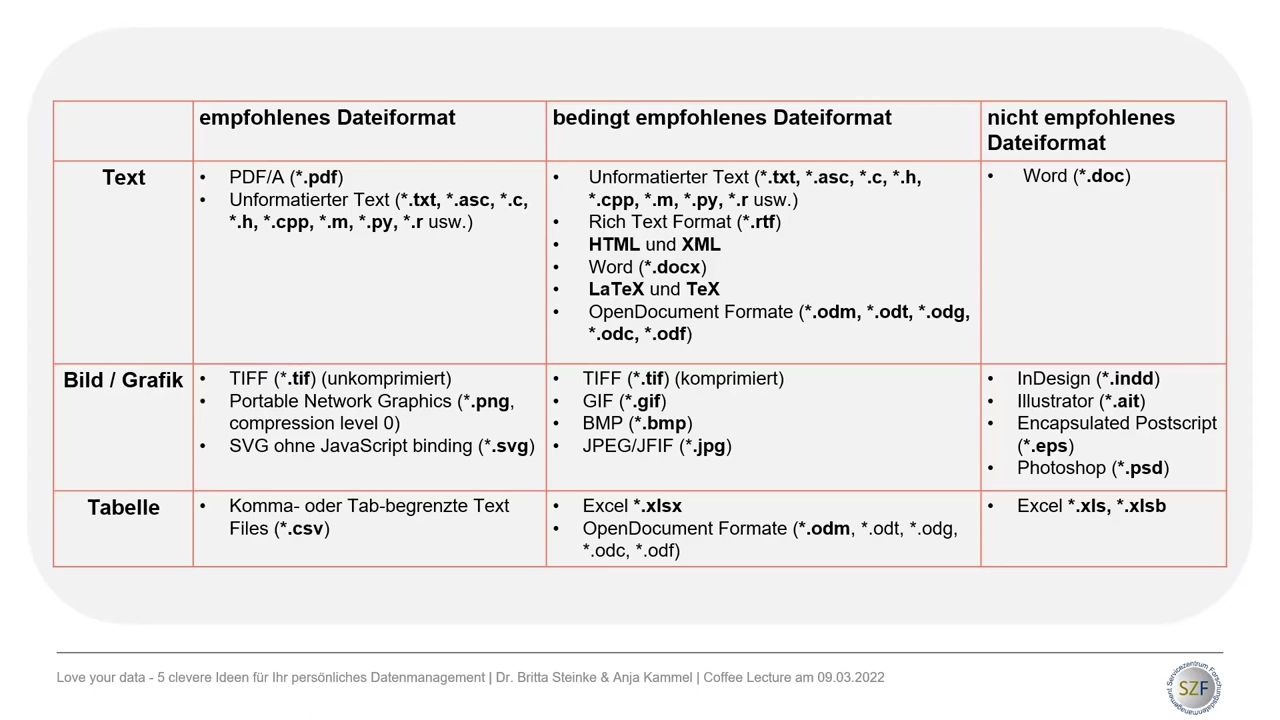 empfohlenes Dateiformat
bedingt empfohlenes Dateiformat
nicht empfohlenes
Dateiformat
Text
• PDF/A (*.pdf)
• Unformatierter Text (*.txt, *.asc, *.c,
*.h, *.cpp, *.m, *.py, *.r usw.)
• Unformatierter Text (*.txt, *.asc, *.c, *.h,
*.cpp, *.m, *.py, *.r usw.)
• Rich Text Format (*.rtf)
• HTML und XML
• Word (*.docx)
• LaTeX und TeX
• OpenDocument Formate (*.odm, *.odt, *.odg,
*.odc, *.odf)
• Word (*.doc)
Bild / Grafik
• TIFF (*.tif) (unkomprimiert)
• Portable Network Graphics (*.png,
compression level 0)
• SVG ohne JavaScript binding (*.svg)
• TIFF (*.tif) (komprimiert)
• GIF (*.gif)
• BMP (*.bmp)
• JPEG/JFIF (*.jpg)
• InDesign (*.indd)
• Illustrator (*.ait)
• Encapsulated Postscript
(*.eps)
• Photoshop (*.psd)
Tabelle
• Komma- oder Tab-begrenzte Text
Files (*.csv)
• Excel *.xlsx
• OpenDocument Formate (*.odm, *.odt, *.odg,
*.odc, *.odf)
• Excel *.xls, *.xlsb
Love your data - 5 clevere Ideen für Ihr persönliches Datenmanagement | Dr. Britta Steinke & Anja Kammel | Coffee Lecture am 09.03.2022
Servicezentrum Forschungsdatenmanagement
SZF